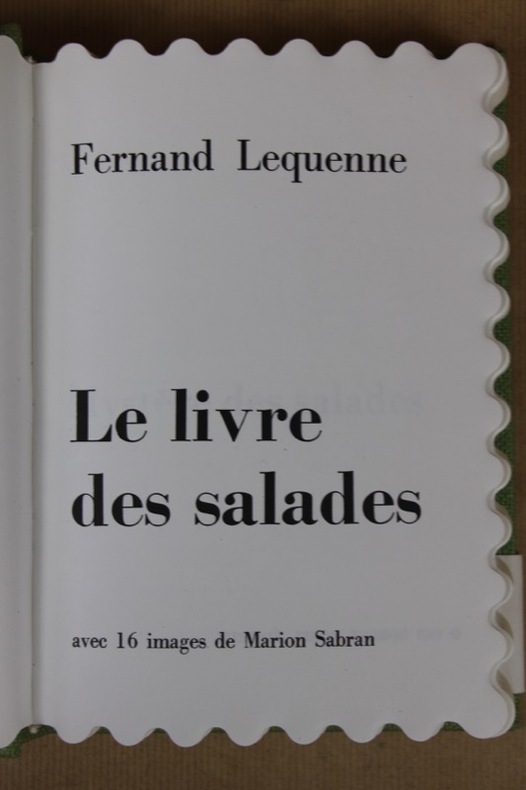 Fernand Lequenne
Le livre
des salades
avec 16 images de Marion Sabran